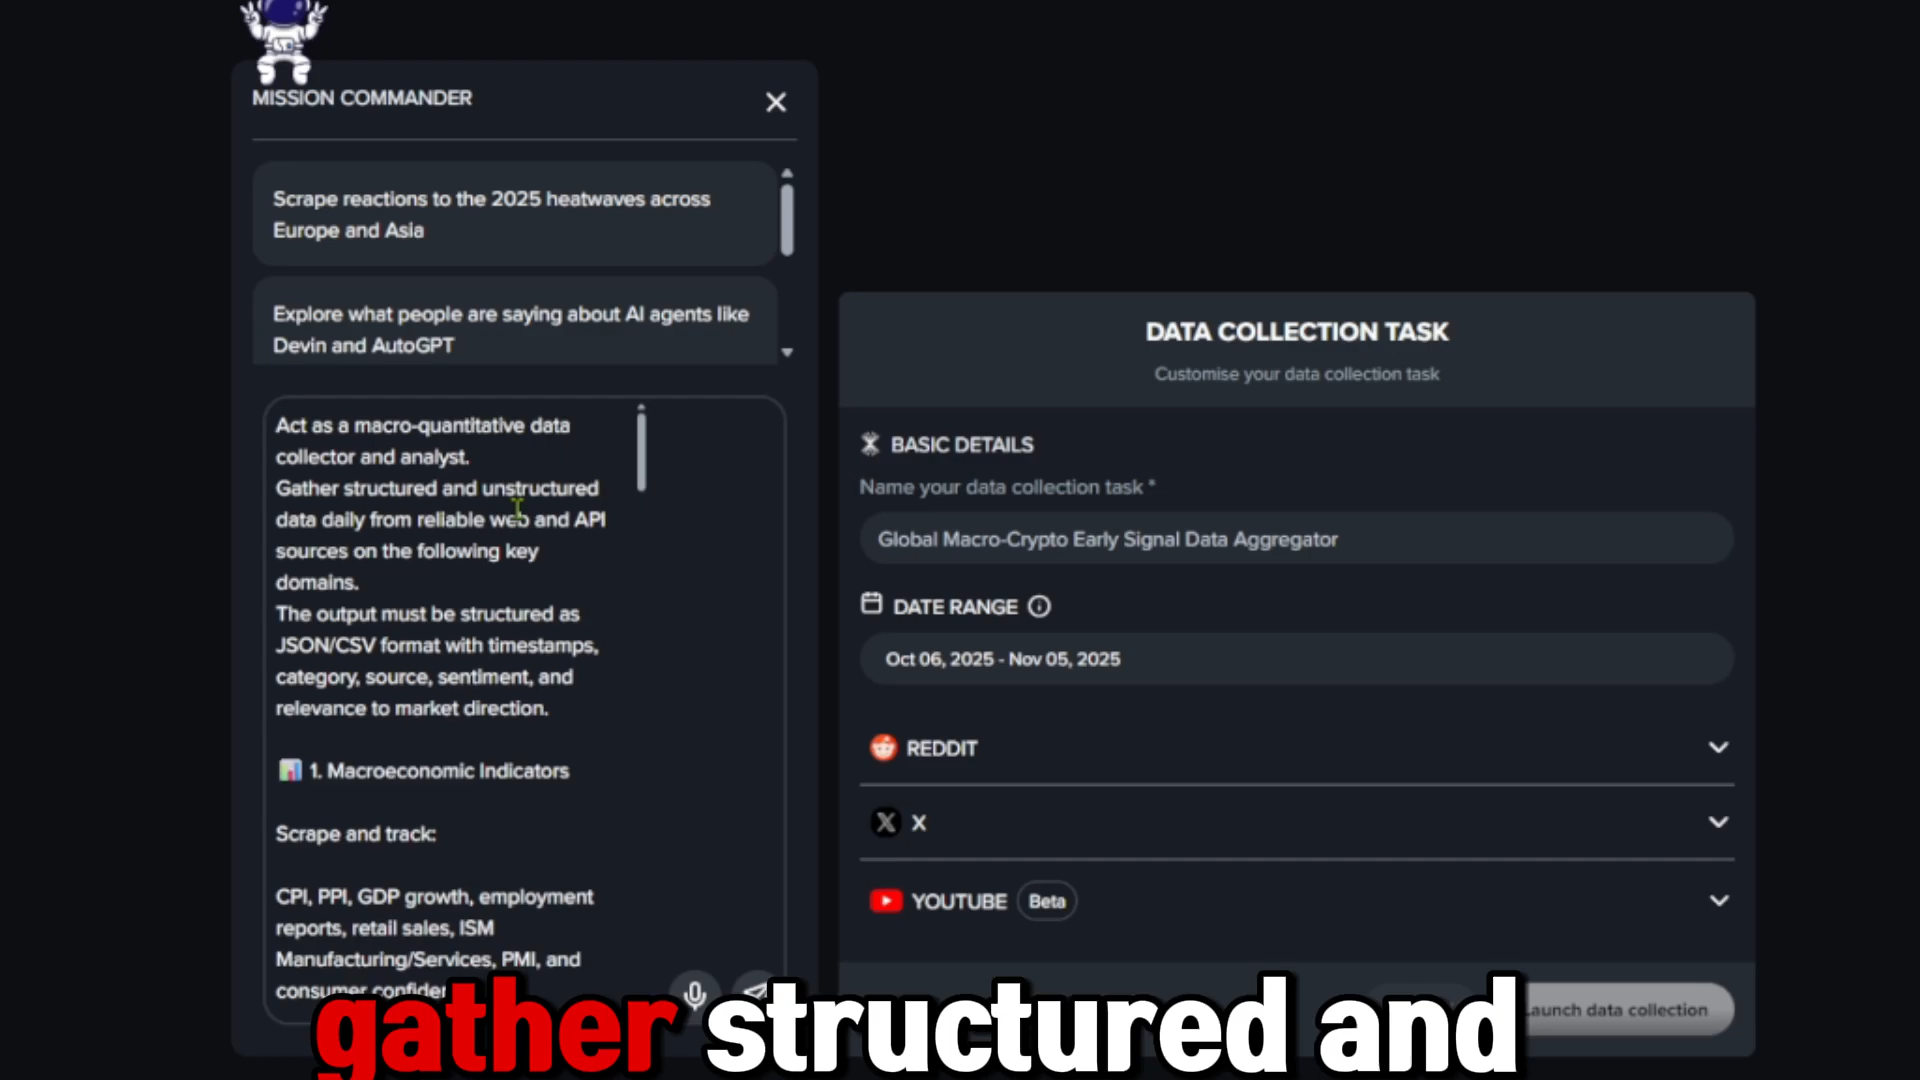 MISSION COMMANDER
Scrape reactions to the 2025 heatwaves across
Europe and Asia
Explore what people are saying about AI agents like
Devin and AutoGPT
Act as a macro-quantitative data
collector and analyst.
Gather structured and unstructured
data daily from reliable web and API
sources on the following key
domains.
The output must be structured as
JSON/CSV format with timestamps,
category, source, sentiment, and
relevance to market direction.
📊 1. Macroeconomic Indicators
Scrape and track:
CPI, PPI, GDP growth, employment
reports, retail sales, ISM
Manufacturing/Services, PMI, and
consumer
DATA COLLECTION TASK
Customise your data collection task
BASIC DETAILS
Name your data collection task *
Global Macro-Crypto Early Signal Data Aggregator
DATE RANGE
Oct 06, 2025 - Nov 05, 2025
REDDIT
X
YOUTUBE Beta
Launch data collection
gather structured and